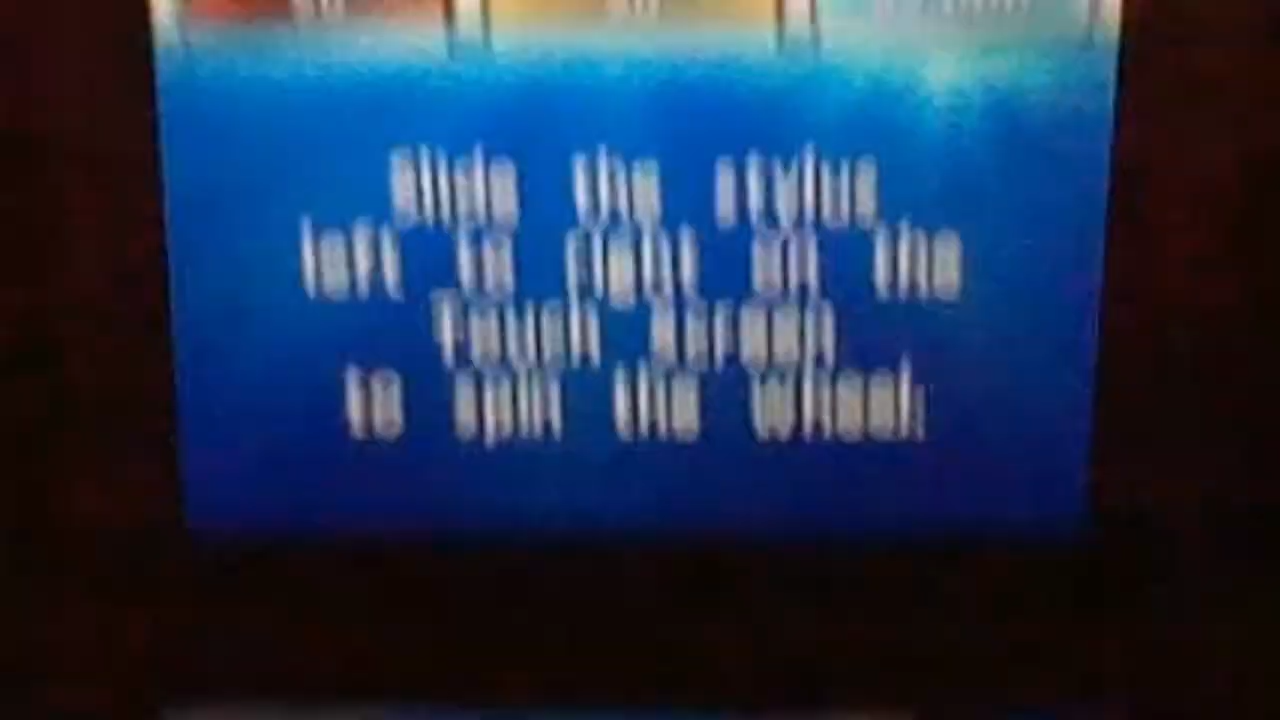 Slide the stylus
left to right on the
Touch Screen
to spin the wheel.